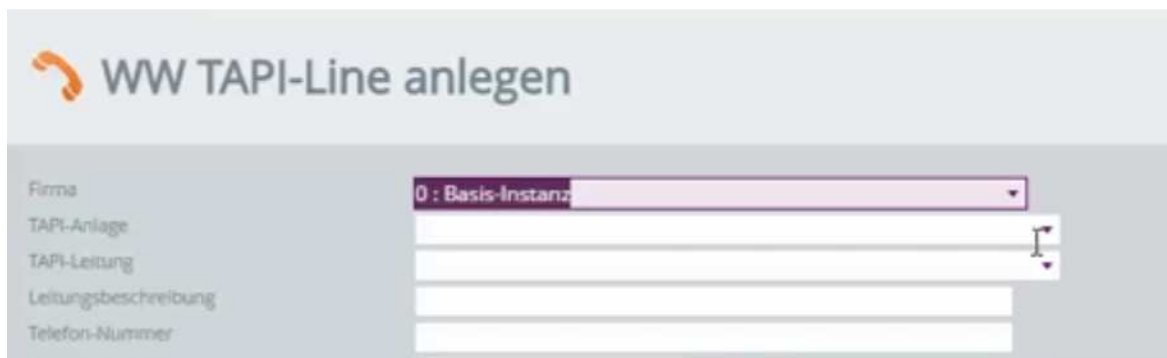 WW TAPI-Line anlegen
Firma 0 : Basis-Instanz
TAPI-Anlage
TAPI-Leitung
Leitungsbeschreibung
Telefon-Nummer